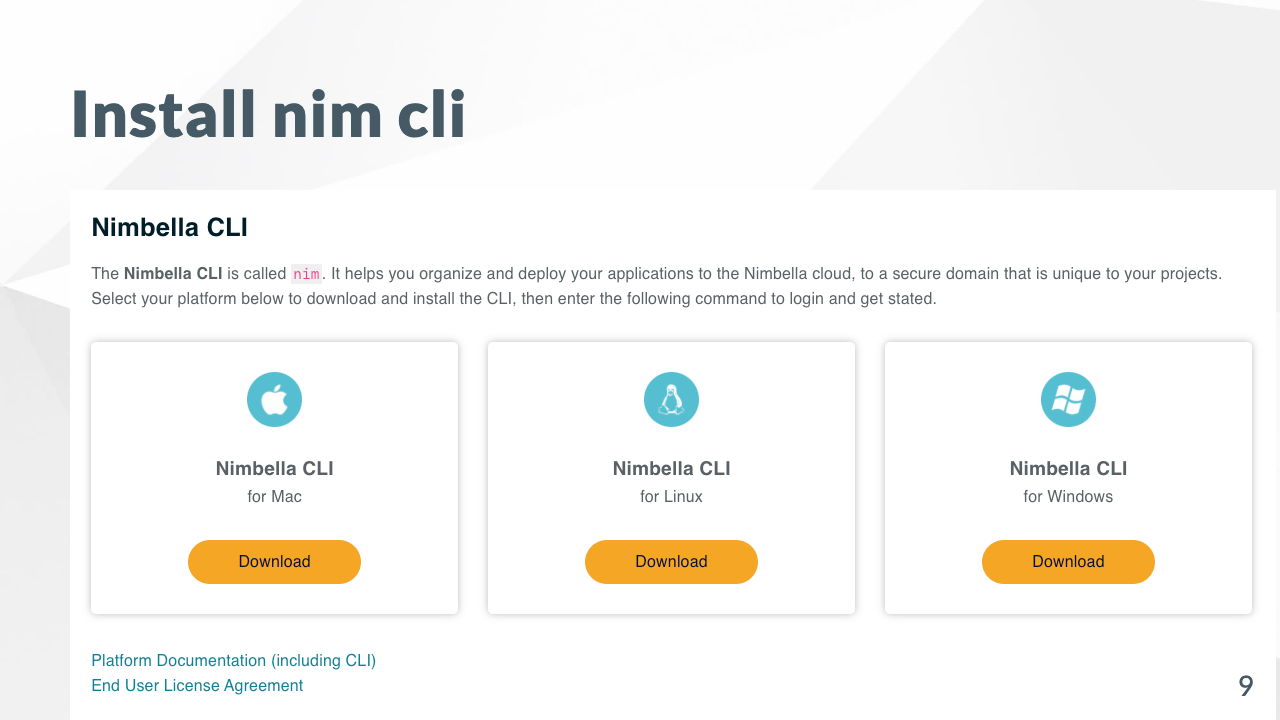 Install nim cli
Nimbella CLI
The Nimbella CLI is called nim. It helps you organize and deploy your applications to the Nimbella cloud, to a secure domain that is unique to your projects.
Select your platform below to download and install the CLI, then enter the following command to login and get stated.
Nimbella CLI
for Mac
Download
Nimbella CLI
for Linux
Download
Nimbella CLI
for Windows
Download
Platform Documentation (including CLI)
End User License Agreement
9